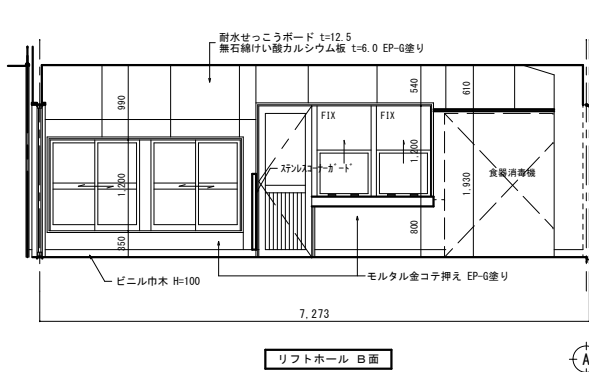 耐水せっこうボード t=12.5
無石綿けい酸カルシウム板 t=6.0 EP-G塗り
990
540
610
FIX
FIX
1,200
ステンレスコーナーガード
1,200
1,930
食器消毒機
350
800
ビニル巾木 H=100
モルタル金コテ押え EP-G塗り
7,273
リフトホール B面
A